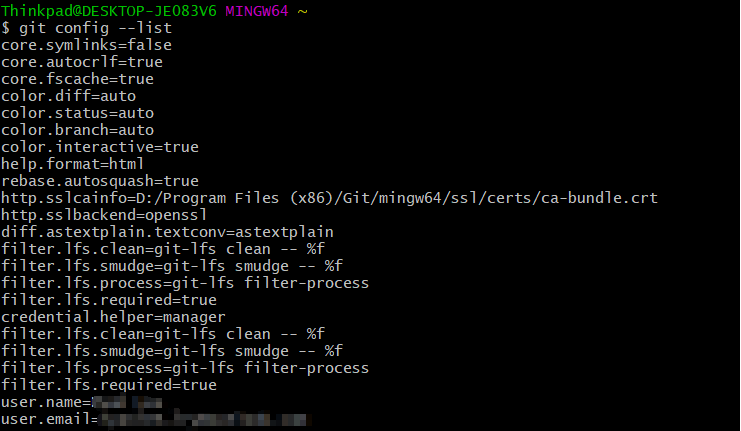 Thinkpad@DESKTOP-JE083V6 MINGW64 ~
$ git config --list
core.symlinks=false
core.autocrlf=true
core.fscache=true
color.diff=auto
color.status=auto
color.branch=auto
color.interactive=true
help.format=html
rebase.autosquash=true
http.sslcainfo=D:/Program Files (x86)/Git/mingw64/ssl/certs/ca-bundle.crt
http.sslbackend=openssl
diff.astextplain.textconv=astextplain
filter.lfs.clean=git-lfs clean -- %f
filter.lfs.smudge=git-lfs smudge -- %f
filter.lfs.process=git-lfs filter-process
filter.lfs.required=true
credential.helper=manager
filter.lfs.clean=git-lfs clean -- %f
filter.lfs.smudge=git-lfs smudge -- %f
filter.lfs.process=git-lfs filter-process
filter.lfs.required=true
user.name=
user.email=